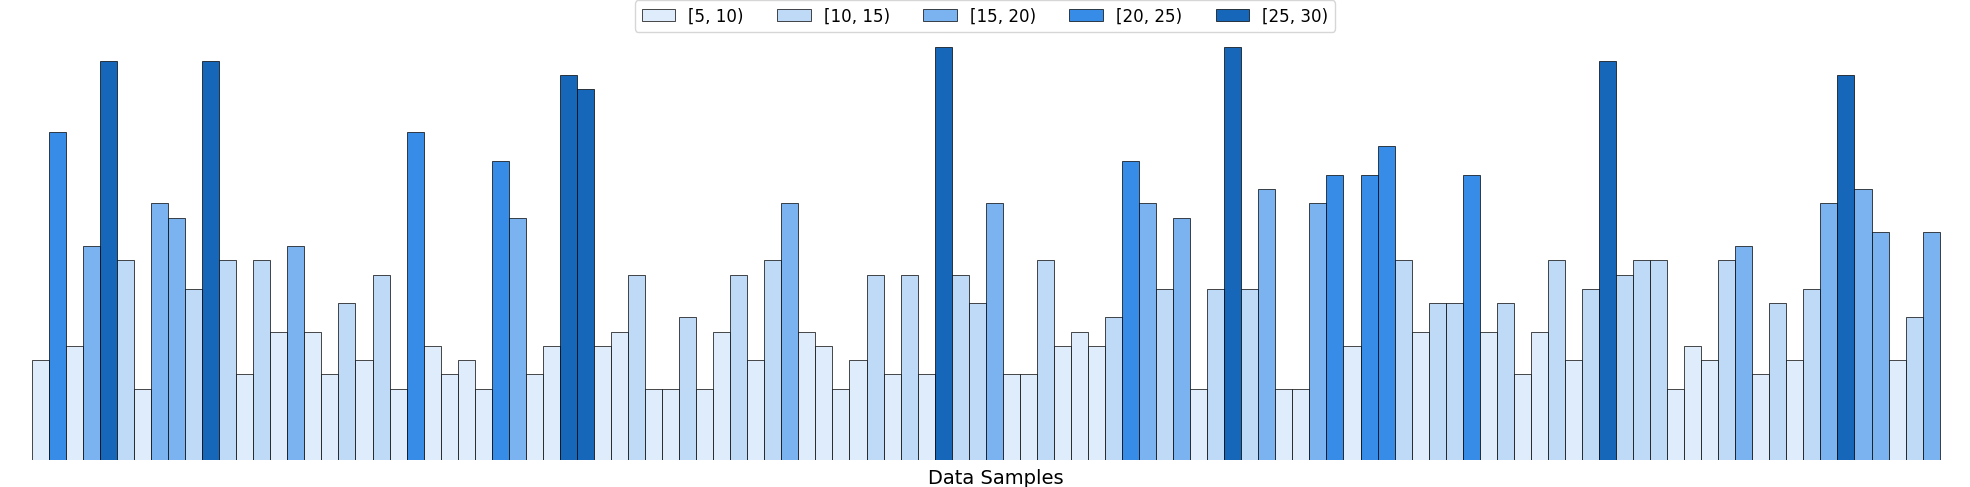 [5, 10) [10, 15) [15, 20) [20, 25) [25, 30)
Data Samples